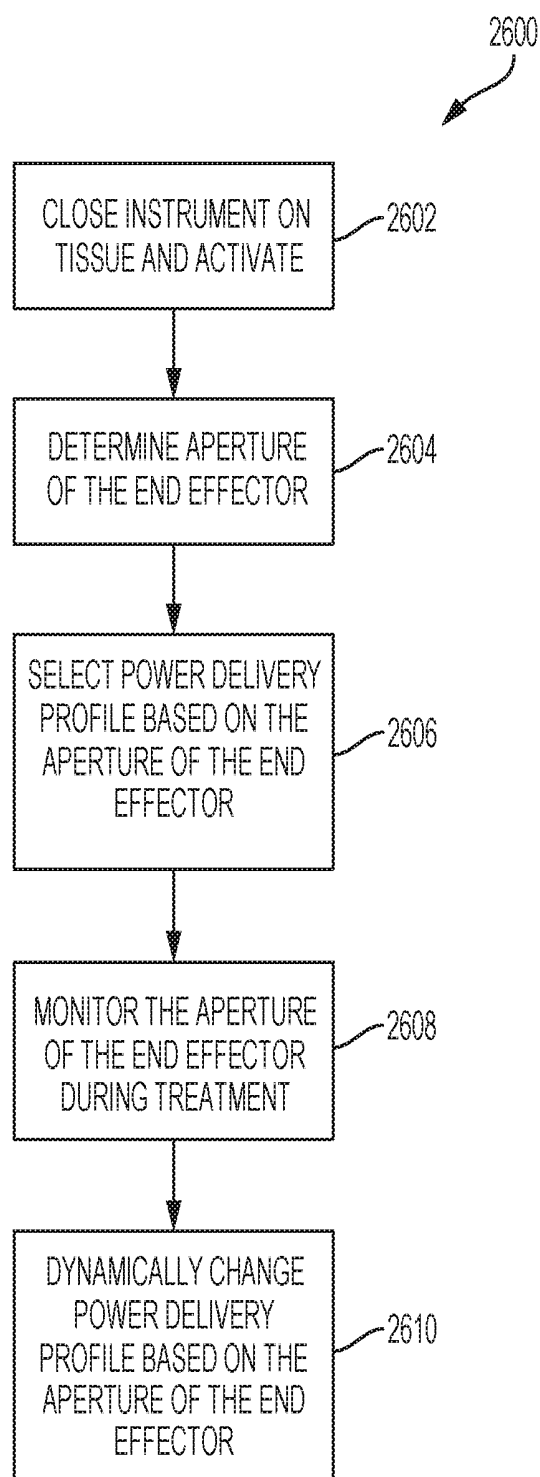 2600
CLOSE INSTRUMENT ON
TISSUE AND ACTIVATE
2602
DETERMINE APERTURE
OF THE END EFFECTOR
2604
SELECT POWER DELIVERY
PROFILE BASED ON THE
APERTURE OF THE END
EFFECTOR
2606
MONITOR THE APERTURE
OF THE END EFFECTOR
DURING TREATMENT
2608
DYNAMICALLY CHANGE
POWER DELIVERY
PROFILE BASED ON THE
APERTURE OF THE END
EFFECTOR
2610